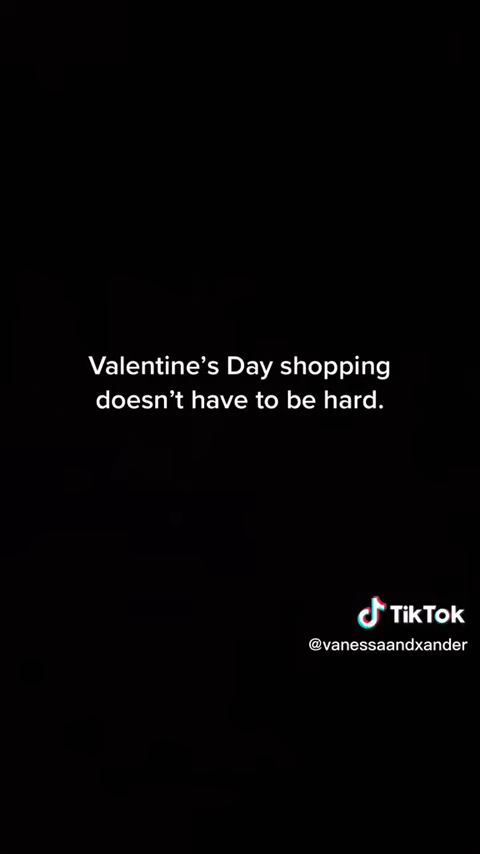 Valentine’s Day shopping
doesn’t have to be hard.
TikTok
@vanessaandxander